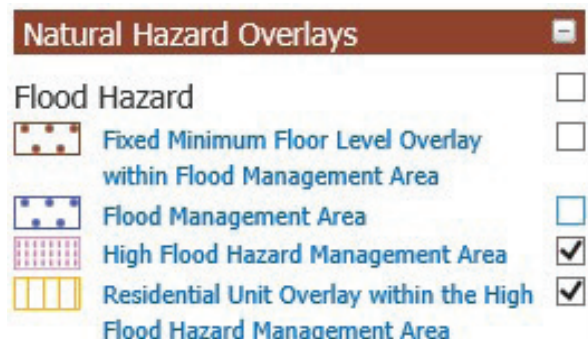 Natural Hazard Overlays
Flood Hazard
Fixed Minimum Floor Level Overlay
within Flood Management Area
Flood Management Area
High Flood Hazard Management Area
Residential Unit Overlay within the High
Flood Hazard Management Area